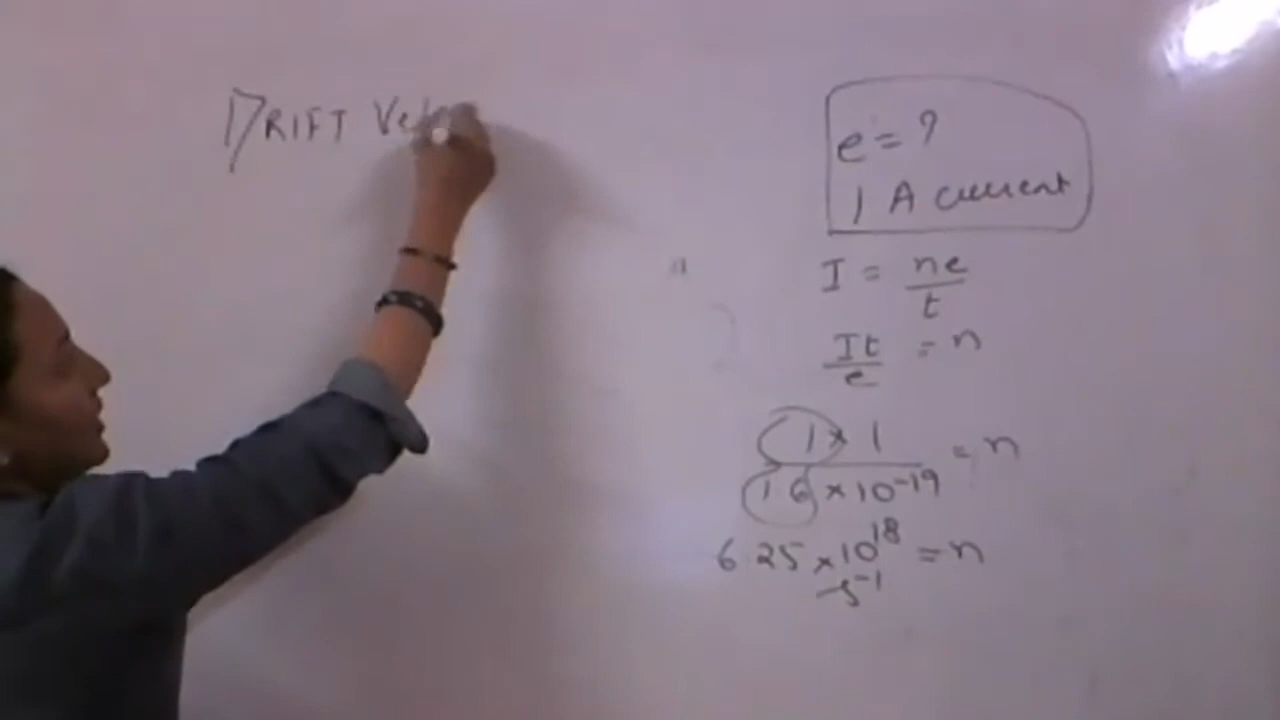 DRIFT Vel
e = ?
1 A current
I = ne/t
It/e = n
1 × 1 / 1.6 × 10⁻¹⁹ = n
6.25 × 10¹⁸ = n
s⁻¹